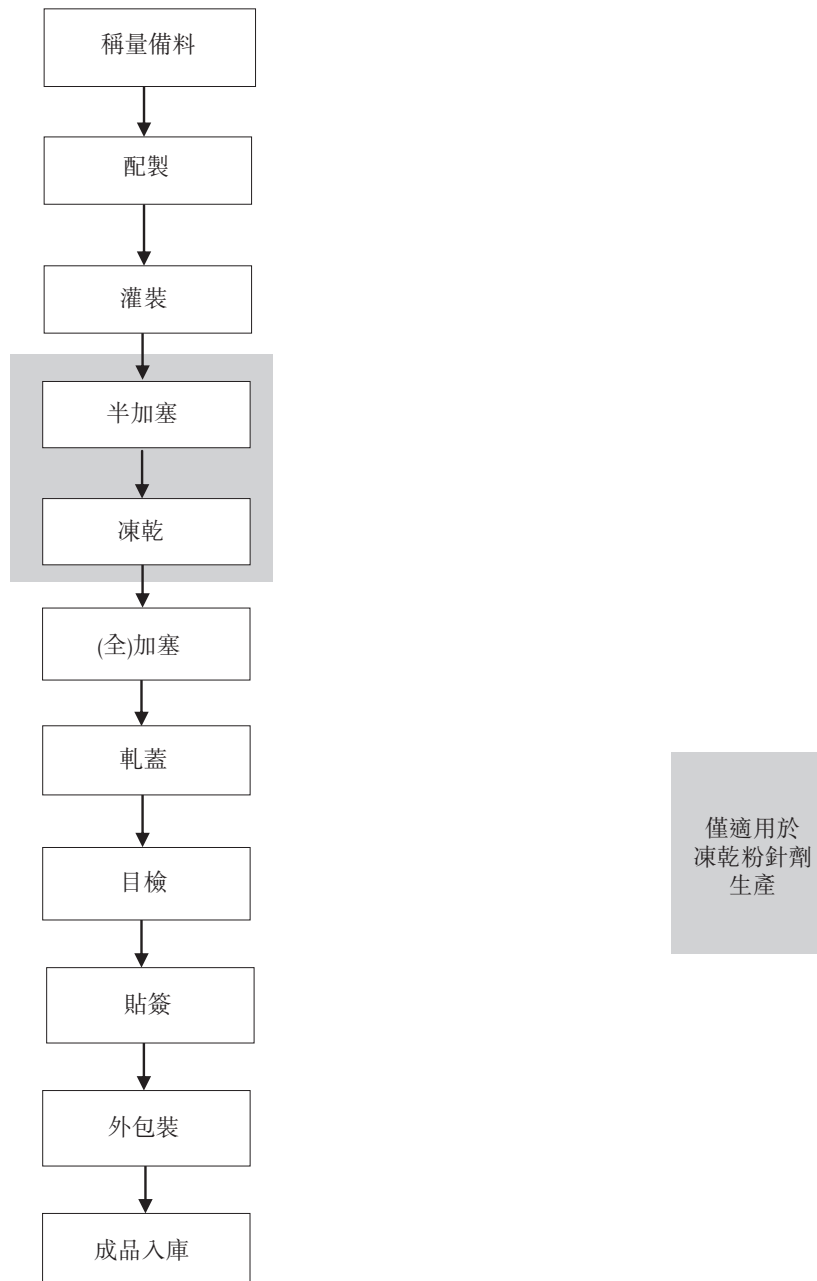 稱量備料
配製
灌裝
半加塞
凍乾
(全)加塞
軋蓋
目檢
貼簽
外包裝
成品入庫
僅適用於
凍乾粉針劑
生產